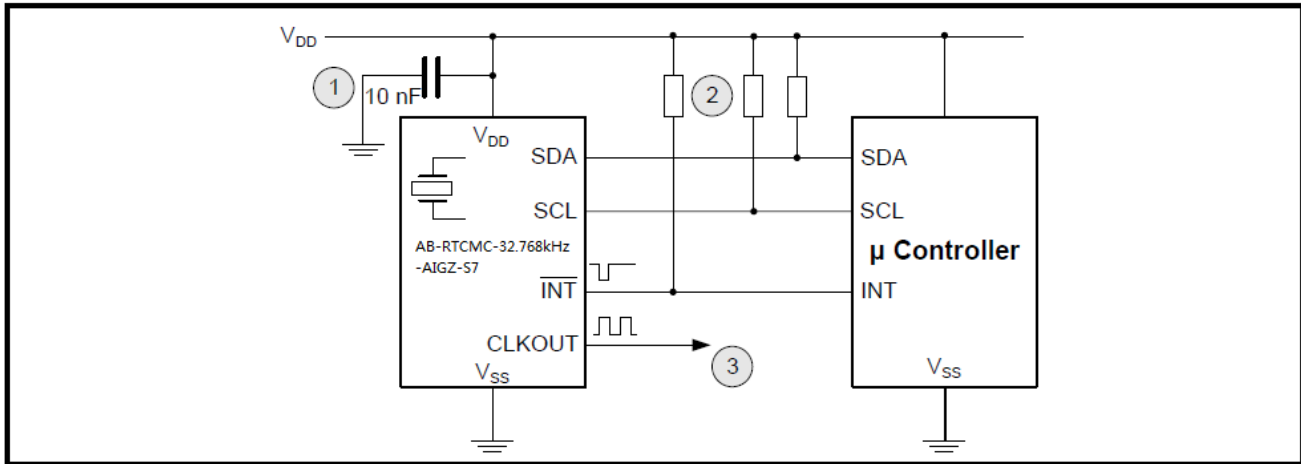 VDD
1
10 nF
2
VDD
SDA
SDA
SCL
SCL
AB-RTCMC-32.768kHz
-AIGZ-S7
µ Controller
INT
INT
CLKOUT
3
VSS
VSS